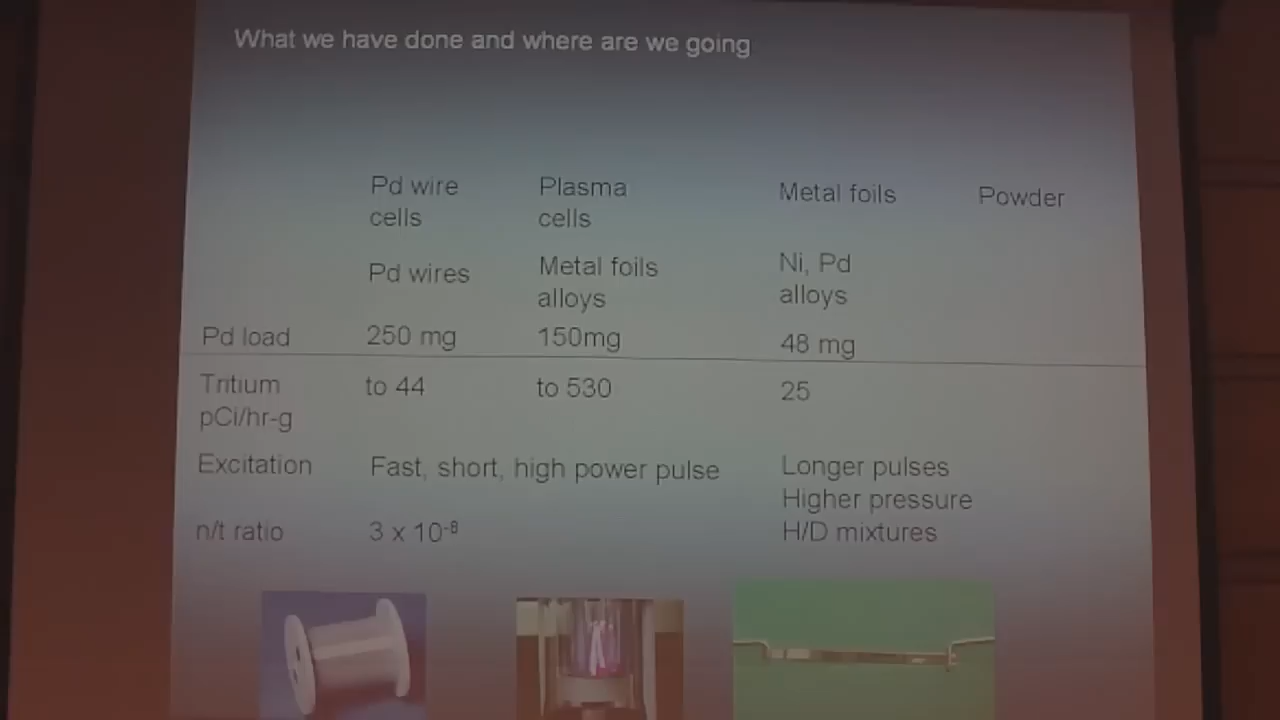 What we have done and where are we going
Pd wire
cells
Plasma
cells
Metal foils
Powder
Pd wires
Metal foils
alloys
Ni, Pd
alloys
Pd load
250 mg
150mg
48 mg
Tritium
pCi/hr-g
to 44
to 530
25
Excitation
Fast, short, high power pulse
Longer pulses
Higher pressure
H/D mixtures
n/t ratio
3 x 10⁻⁸